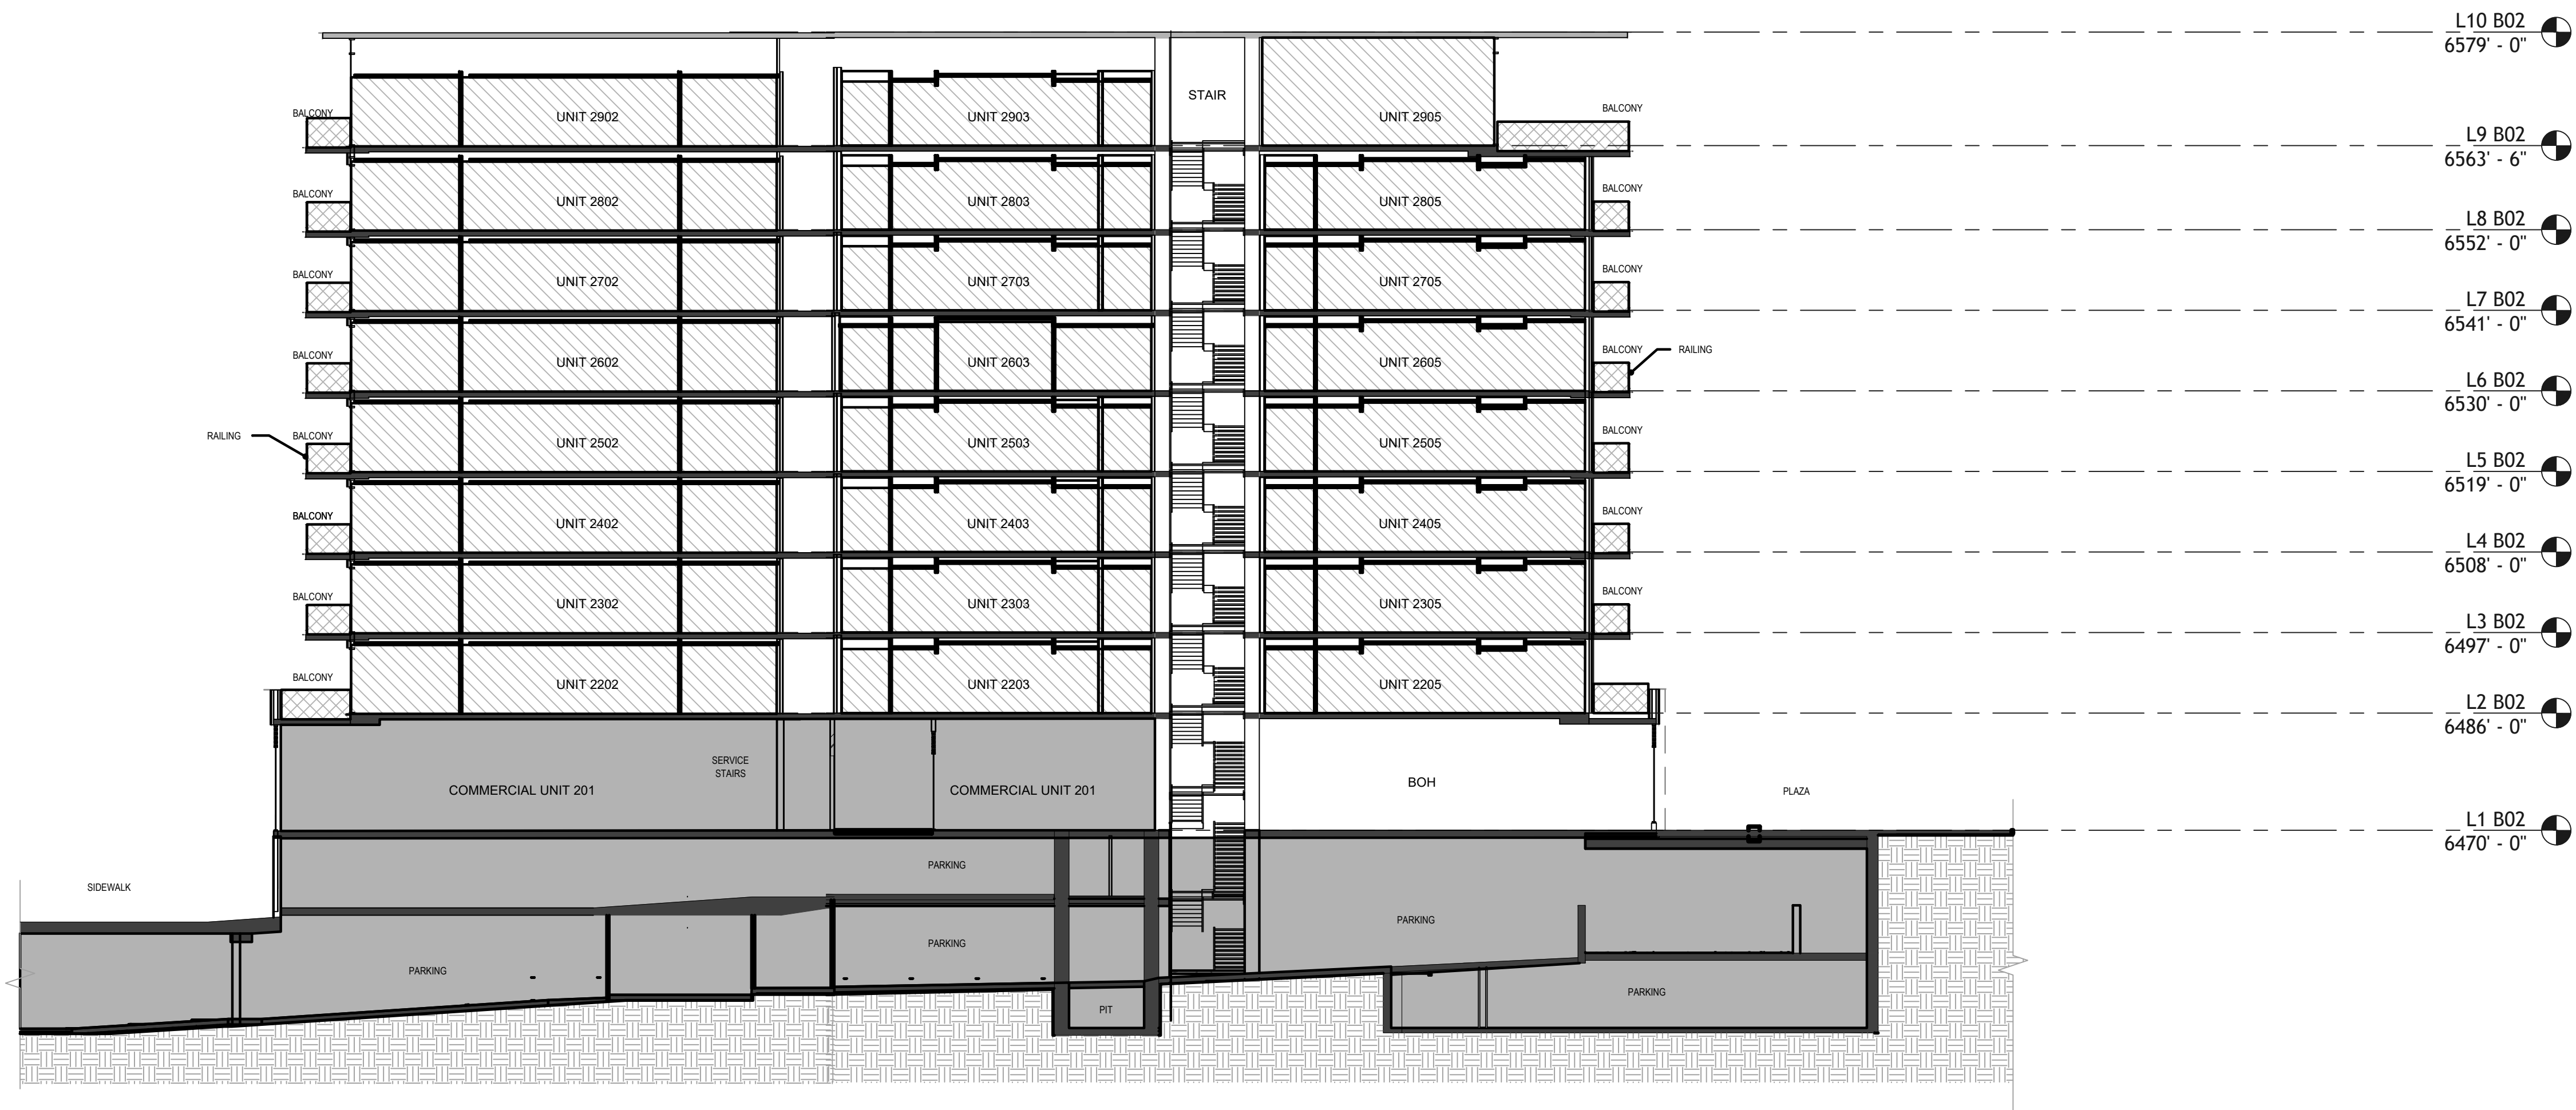 L10 B02
6579' - 0"
STAIR
BALCONY
UNIT 2902
UNIT 2903
UNIT 2905
BALCONY
L9 B02
6563' - 6"
BALCONY
UNIT 2802
UNIT 2803
UNIT 2805
BALCONY
L8 B02
6552' - 0"
BALCONY
UNIT 2702
UNIT 2703
UNIT 2705
BALCONY
L7 B02
6541' - 0"
BALCONY
UNIT 2602
UNIT 2603
UNIT 2605
BALCONY
RAILING
L6 B02
6530' - 0"
RAILING
BALCONY
UNIT 2502
UNIT 2503
UNIT 2505
BALCONY
L5 B02
6519' - 0"
BALCONY
UNIT 2402
UNIT 2403
UNIT 2405
BALCONY
L4 B02
6508' - 0"
BALCONY
UNIT 2302
UNIT 2303
UNIT 2305
BALCONY
L3 B02
6497' - 0"
BALCONY
UNIT 2202
UNIT 2203
UNIT 2205
L2 B02
6486' - 0"
SERVICE
STAIRS
COMMERCIAL UNIT 201
COMMERCIAL UNIT 201
BOH
PLAZA
L1 B02
6470' - 0"
SIDEWALK
PARKING
PARKING
PARKING
PARKING
PARKING
PIT